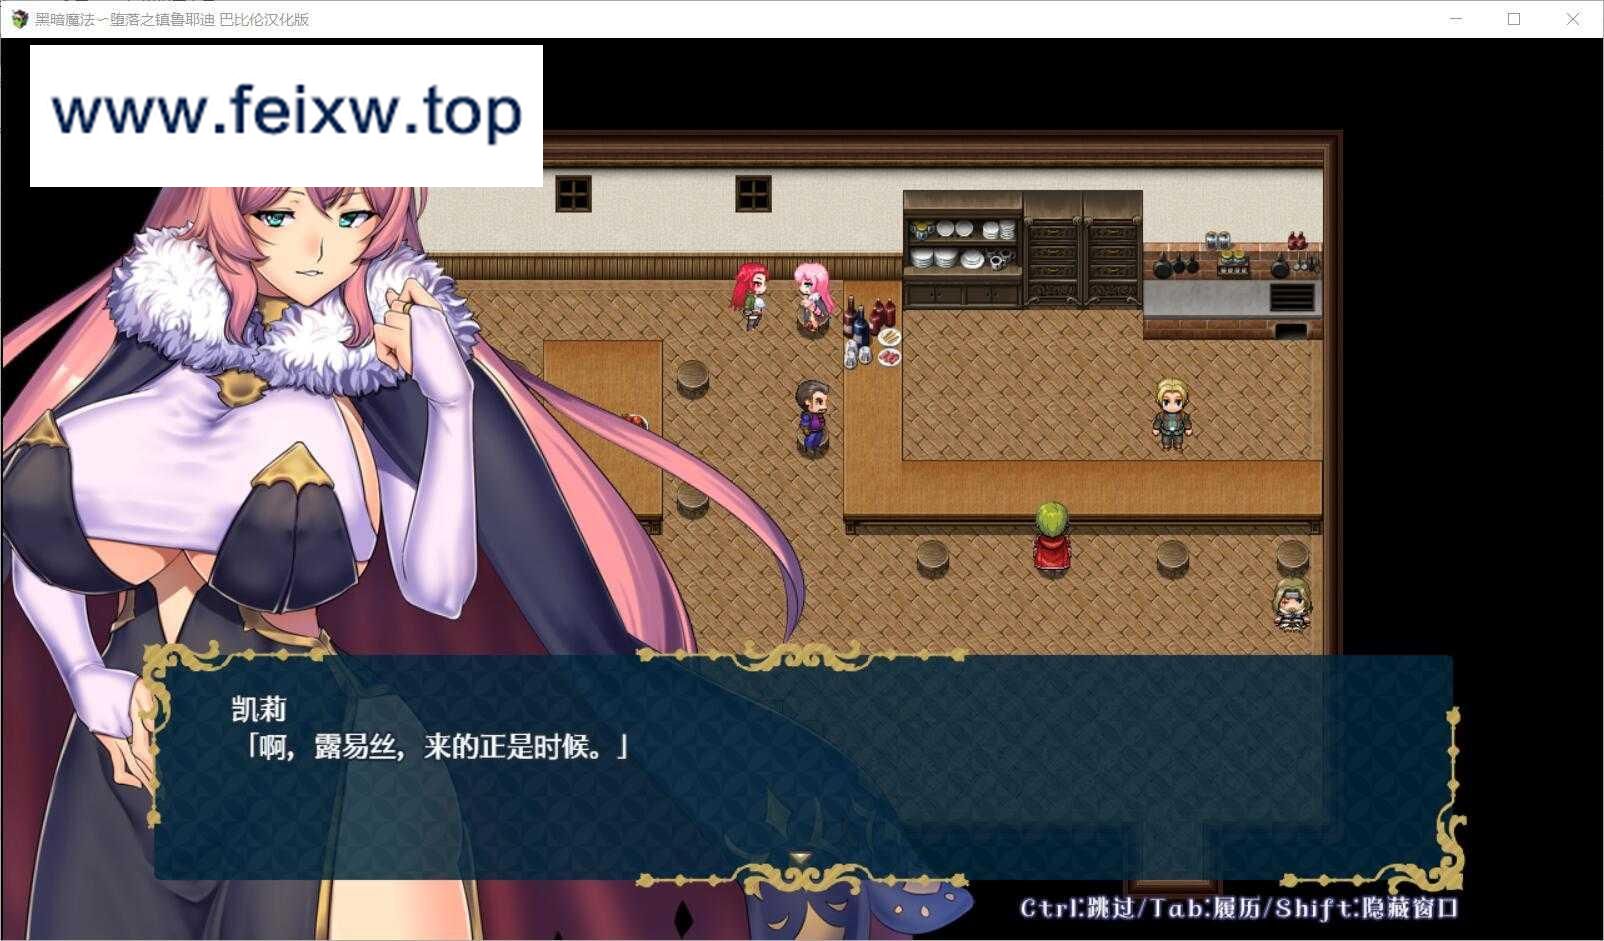 黑暗魔法～堕落之镇鲁耶迪 巴比伦汉化版
www.feixw.top
凯莉
「啊，露易丝，来的正是时候。」
Ctrl:跳过/Tab:履历/Shift:隐藏窗口